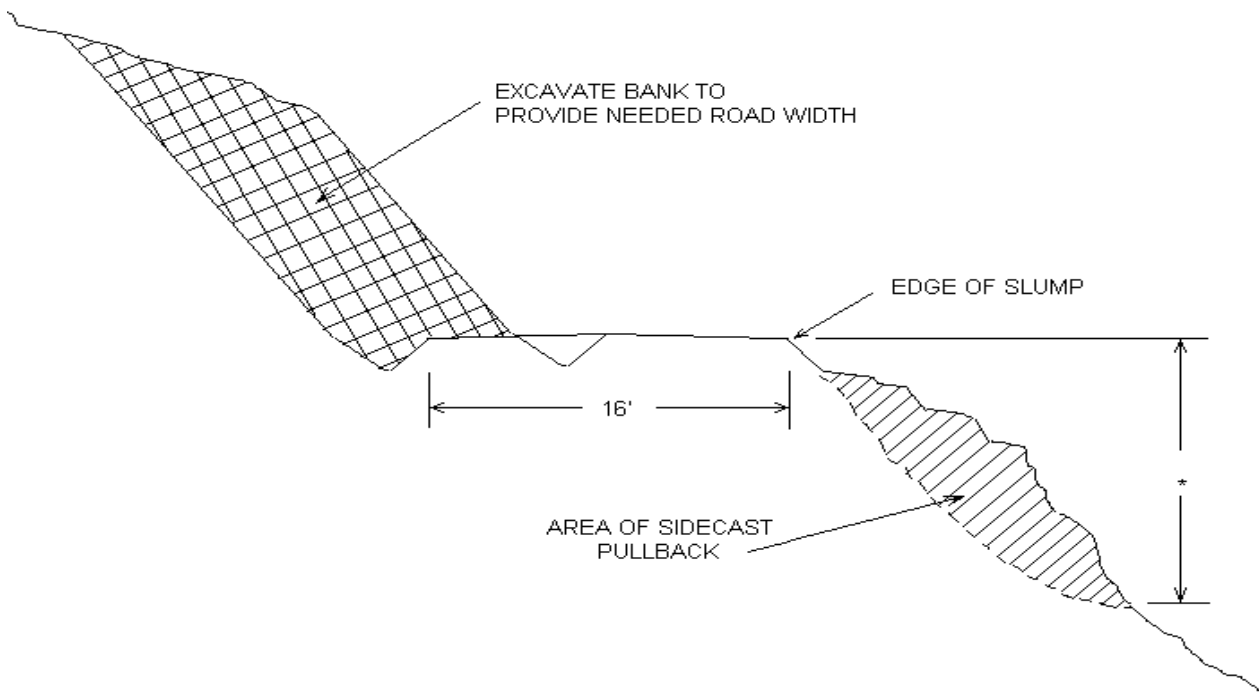 EXCAVATE BANK TO
PROVIDE NEEDED ROAD WIDTH
EDGE OF SLUMP
16'
*
AREA OF SIDECAST
PULLBACK